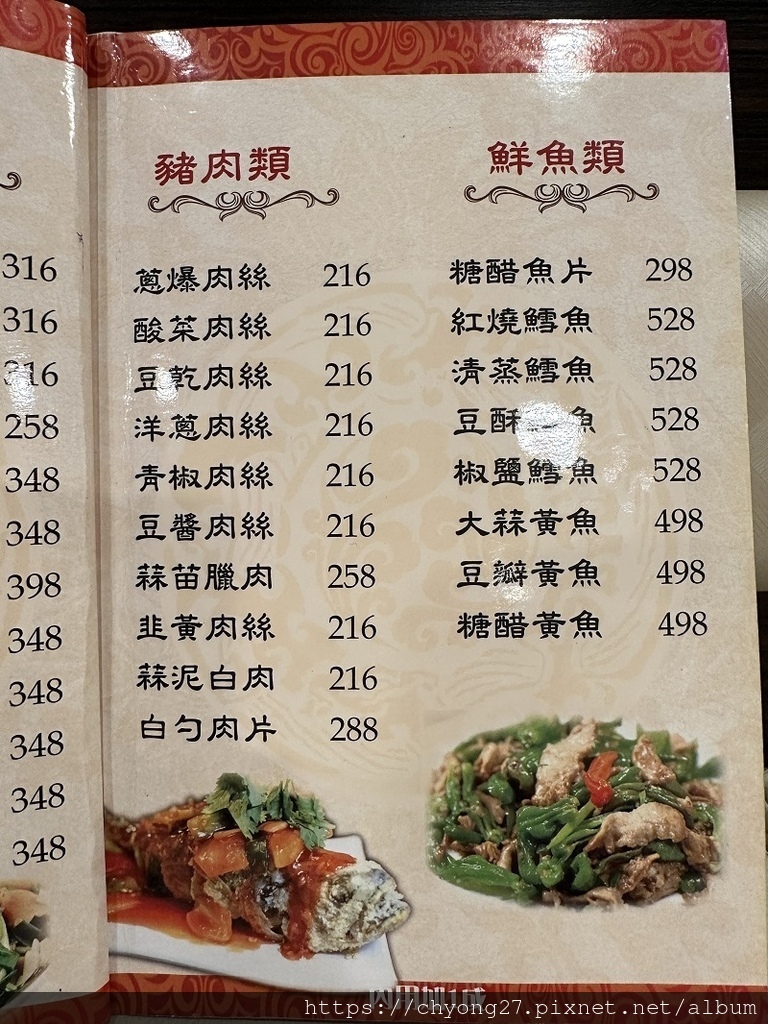 316
316
316
258
348
348
398
348
348
348
348
348
豬肉類
蔥爆肉絲 216
酸菜肉絲 216
豆乾肉絲 216
洋蔥肉絲 216
青椒肉絲 216
豆醬肉絲 216
蒜苗臘肉 258
韭黃肉絲 216
蒜泥白肉 216
白勺肉片 288
鮮魚類
糖醋魚片 298
紅燒鱈魚 528
清蒸鱈魚 528
豆酥 魚 528
椒鹽鱈魚 528
大蒜黃魚 498
豆瓣黃魚 498
糖醋黃魚 498
https://chyong27.pixnet.net/album